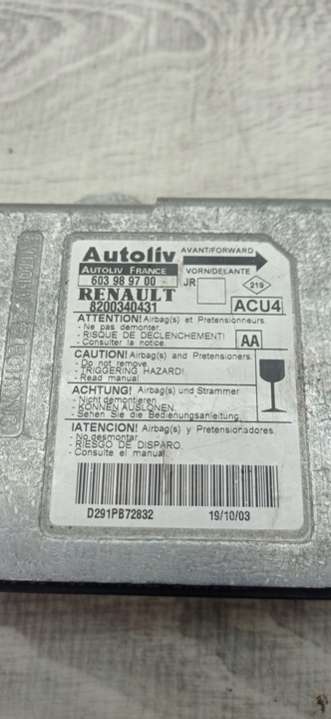 Autoliv AVANT/FORWARD
AUTOLIV FRANCE VORN/DELANTE
603 98 97 00 JR 219
RENAULT
8200340431 ACU4
ATTENTION! Airbag(s) et Pretensionneurs.
- Ne pas demonter.
- RISQUE DE DECLENCHEMENT!
- Consulter la notice. AA
CAUTION! Airbag(s) and Pretensioners.
- Do not remove.
- TRIGGERING HAZARD!
- Read manual
ACHTUNG! Airbag(s) und Strammer
- Nicht demontieren
- KONNEN AUSLONEN.
- Sehen Sie die Bedienungsanleitung.
IATENCION! Airbag(s) y Pretensionadores.
- No desmontar.
- RIESGO DE DISPARO.
- Consulte el manual.
D291PB72832 19/10/03